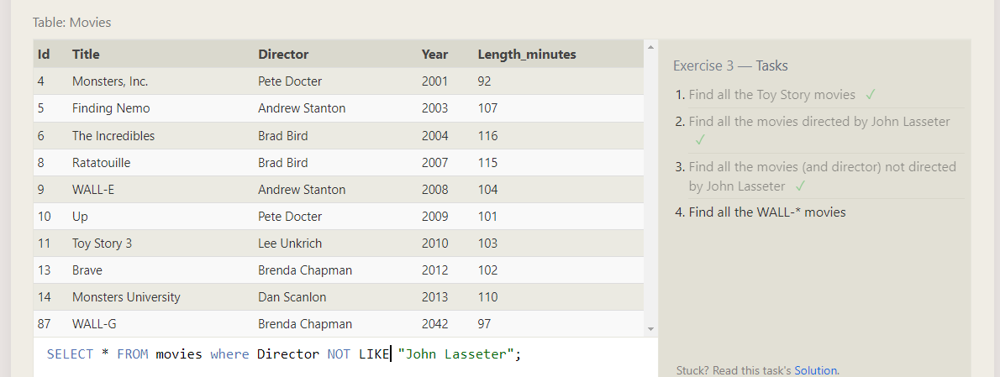 Table: Movies
Id Title Director Year Length_minutes
4 Monsters, Inc. Pete Docter 2001 92
5 Finding Nemo Andrew Stanton 2003 107
6 The Incredibles Brad Bird 2004 116
8 Ratatouille Brad Bird 2007 115
9 WALL-E Andrew Stanton 2008 104
10 Up Pete Docter 2009 101
11 Toy Story 3 Lee Unkrich 2010 103
13 Brave Brenda Chapman 2012 102
14 Monsters University Dan Scanlon 2013 110
87 WALL-G Brenda Chapman 2042 97
SELECT * FROM movies where Director NOT LIKE "John Lasseter";
Exercise 3 — Tasks
1. Find all the Toy Story movies ✓
2. Find all the movies directed by John Lasseter
✓
3. Find all the movies (and director) not directed
by John Lasseter ✓
4. Find all the WALL-* movies
Stuck? Read this task's Solution.